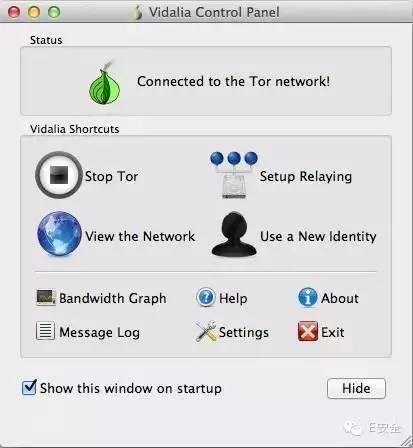 Vidalia Control Panel
Status
Connected to the Tor network!
Vidalia Shortcuts
Stop Tor
Setup Relaying
View the Network
Use a New Identity
Bandwidth Graph
Help
About
Message Log
Settings
Exit
Show this window on startup
Hide
E安全